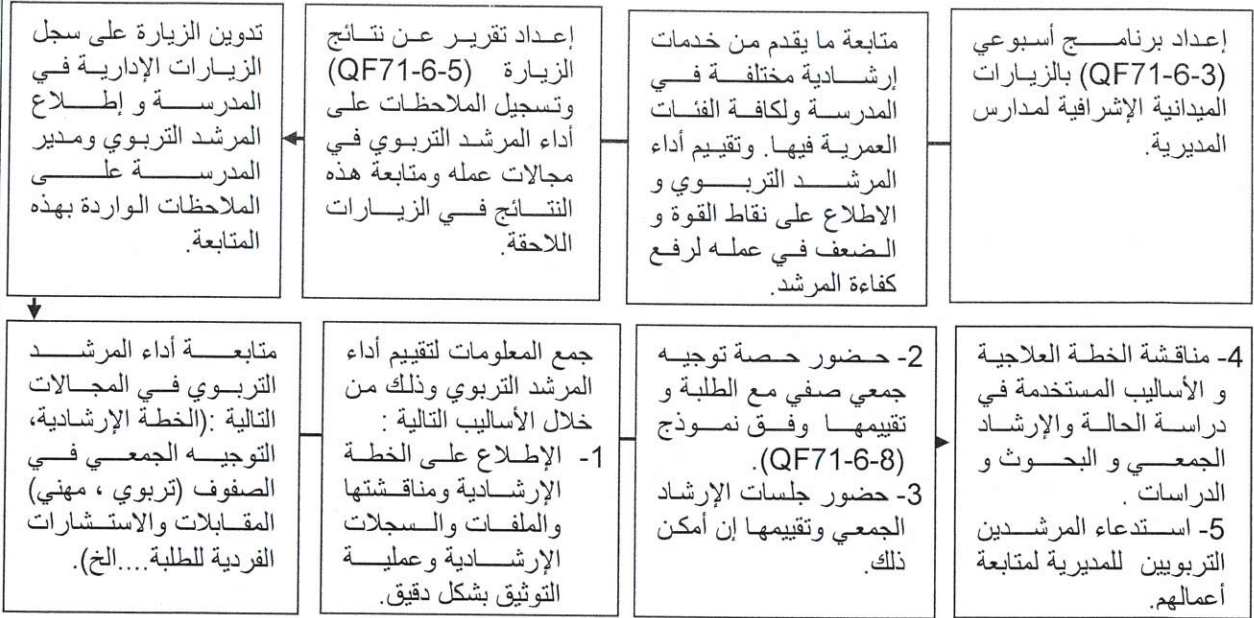 إعداد برنامج أسبوعي
(QF71-6-3) بالزيارات
الميدانية الإشرافية لمدارس
المديرية.
متابعة ما يقدم من خدمات
إرشادية مختلفة في
المدرسة ولكافة الفئات
العمرية فيها. وتقييم أداء
المرشد التربوي و
الاطلاع على نقاط القوة و
الضعف في عمله لرفع
كفاءة المرشد.
إعداد تقرير عن نتائج
الزيارة (QF71-6-5)
وتسجيل الملاحظات على
أداء المرشد التربوي في
مجالات عمله ومتابعة هذه
النتائج في الزيارات
اللاحقة.
تدوين الزيارة على سجل
الزيارات الإدارية في
المدرسة و إطلاع
المرشد التربوي ومدير
المدرسة على
الملاحظات الواردة بهذه
المتابعة.
متابعة أداء المرشد
التربوي في المجالات
التالية :(الخطة الإرشادية،
التوجيه الجمعي في
الصفوف (تربوي ، مهني)
المقابلات والاستشارات
الفردية للطلبة....الخ).
جمع المعلومات لتقييم أداء
المرشد التربوي وذلك من
خلال الأساليب التالية :
1- الإطلاع على الخطة
الإرشادية ومناقشتها
والملفات والسجلات
الإرشادية وعملية
التوثيق بشكل دقيق.
2- حضور حصة توجيه
جمعي صفي مع الطلبة و
تقييمها وفق نموذج
(QF71-6-8).
3- حضور جلسات الإرشاد
الجمعي وتقييمها إن أمكن
ذلك.
4- مناقشة الخطة العلاجية
و الأساليب المستخدمة في
دراسة الحالة والإرشاد
الجمعي و البحوث و
الدراسات .
5- استدعاء المرشدين
التربويين للمديرية لمتابعة
أعمالهم.